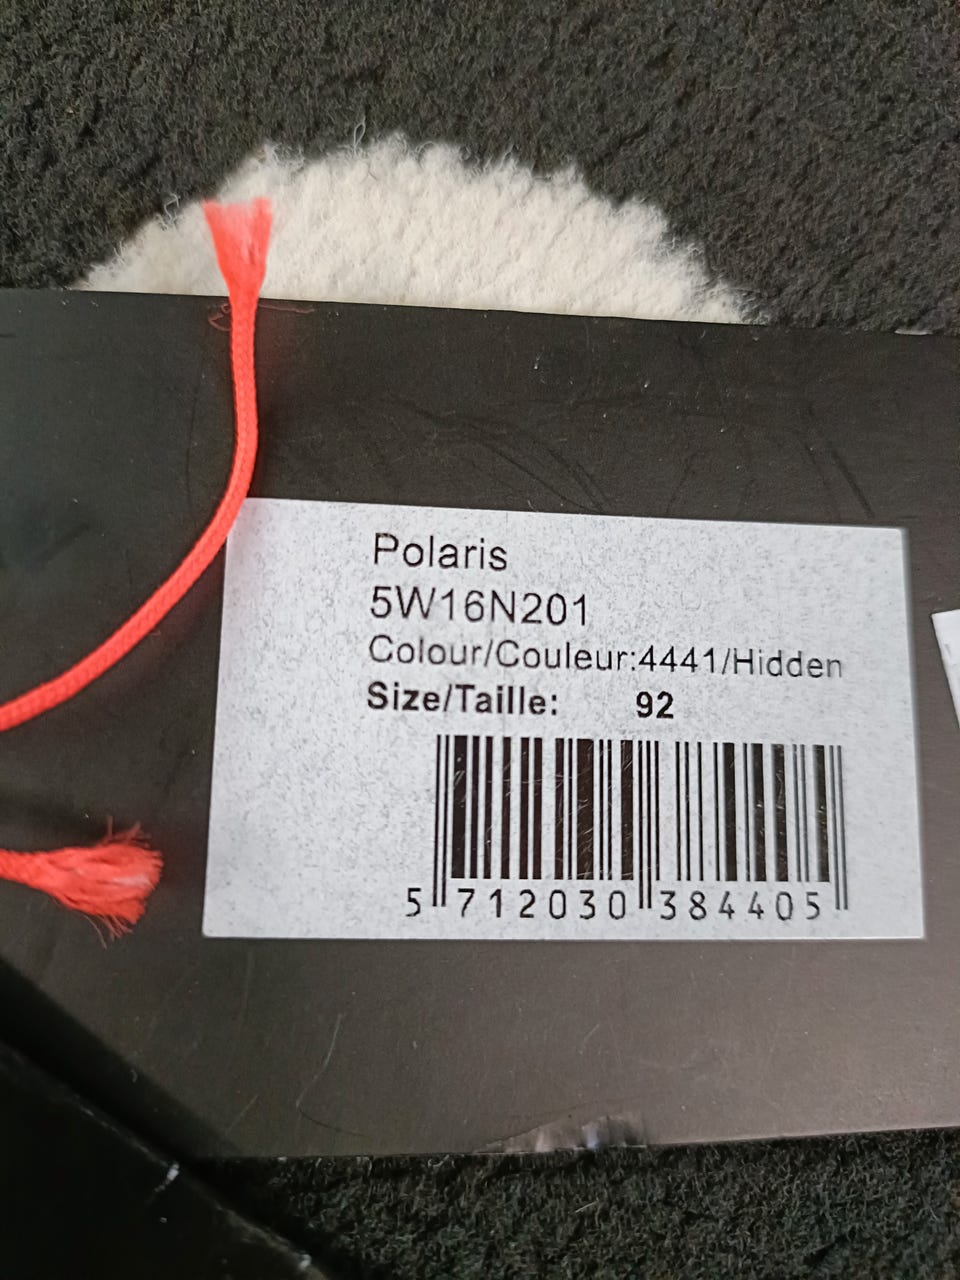 Polaris
5W16N201
Colour/Couleur:4441/Hidden
Size/Taille: 92
5 712030 384405